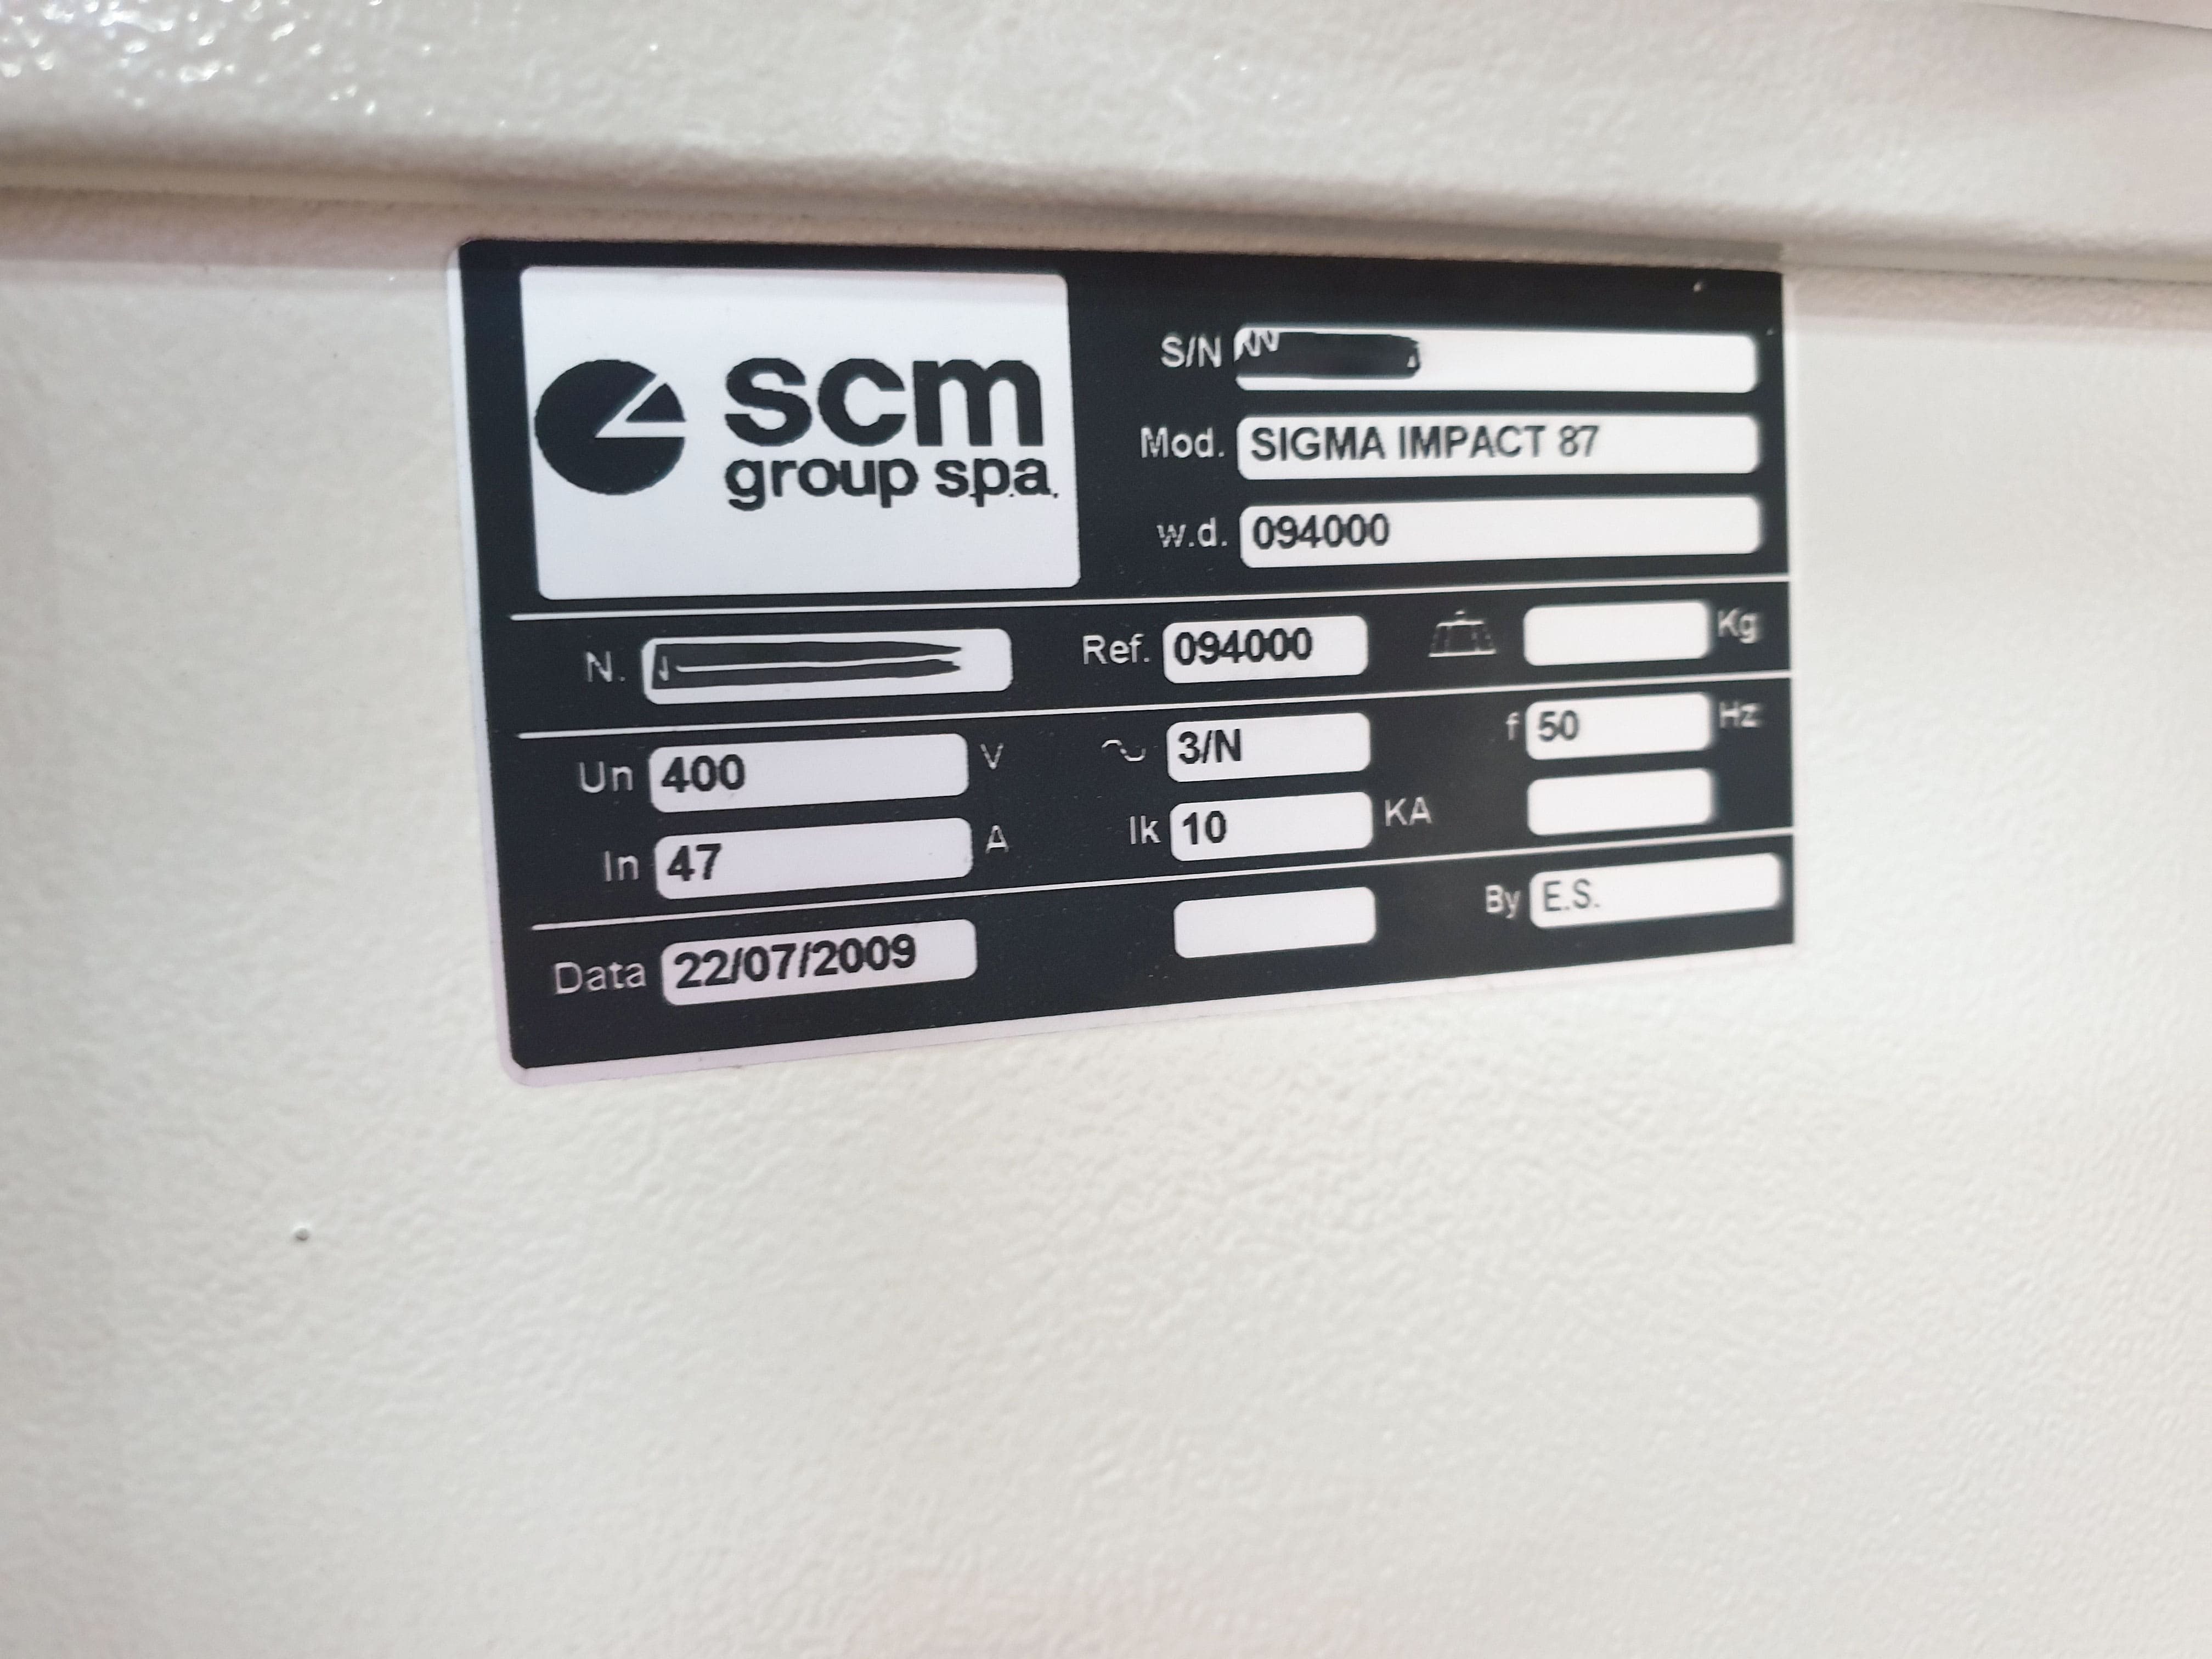 scm
group spa.
S/N
Mod. SIGMA IMPACT 87
w.d. 094000
N. Ref. 094000 Kg
Un 400 V 3/N f 50 Hz
In 47 A Ik 10 KA
Data 22/07/2009 By E.S.